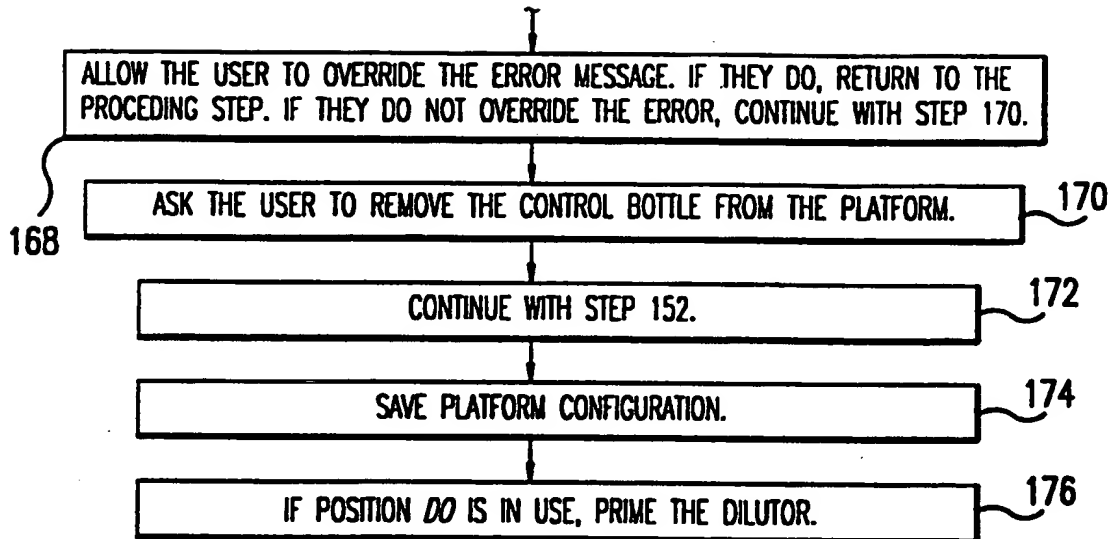 ALLOW THE USER TO OVERRIDE THE ERROR MESSAGE. IF THEY DO, RETURN TO THE
PROCEDING STEP. IF THEY DO NOT OVERRIDE THE ERROR, CONTINUE WITH STEP 170.
168
ASK THE USER TO REMOVE THE CONTROL BOTTLE FROM THE PLATFORM.
170
CONTINUE WITH STEP 152.
172
SAVE PLATFORM CONFIGURATION.
174
IF POSITION DO IS IN USE, PRIME THE DILUTOR.
176